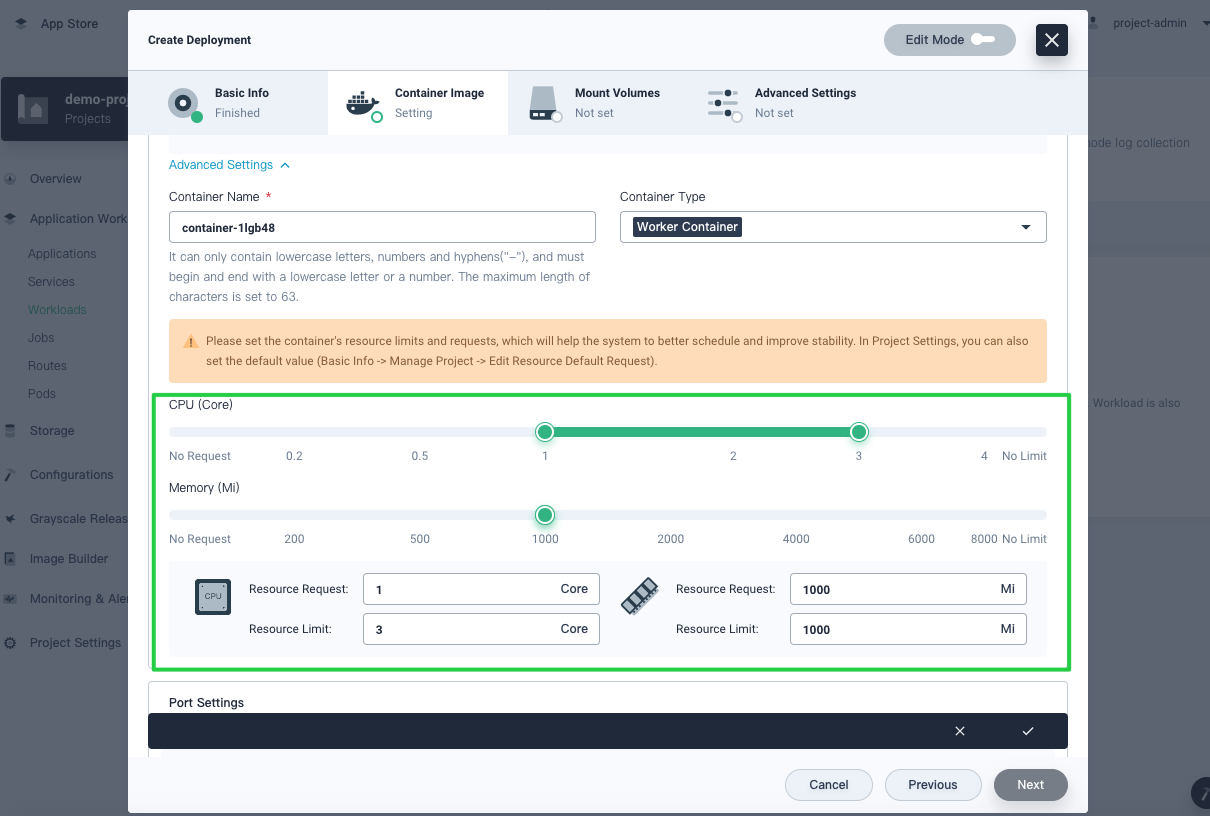 App Store
project-admin
Create Deployment
Edit Mode
demo-proj
Projects
Basic Info
Finished
Container Image
Setting
Mount Volumes
Not set
Advanced Settings
Not set
node log collection
Overview
Application Work
Applications
Services
Workloads
Jobs
Routes
Pods
Storage
Configurations
Grayscale Releas
Image Builder
Monitoring & Aler
Project Settings
Workload is also
Advanced Settings
Container Name *
Container Type
container-1lgb48
Worker Container
It can only contain lowercase letters, numbers and hyphens("-"), and must
begin and end with a lowercase letter or a number. The maximum length of
characters is set to 63.
Please set the container's resource limits and requests, which will help the system to better schedule and improve stability. In Project Settings, you can also
set the default value (Basic Info -> Manage Project -> Edit Resource Default Request).
CPU (Core)
No Request 0.2 0.5 1 2 3 4 No Limit
Memory (Mi)
No Request 200 500 1000 2000 4000 6000 8000 No Limit
CPU
Resource Request: 1 Core
Resource Limit: 3 Core
Resource Request: 1000 Mi
Resource Limit: 1000 Mi
Port Settings
Cancel
Previous
Next